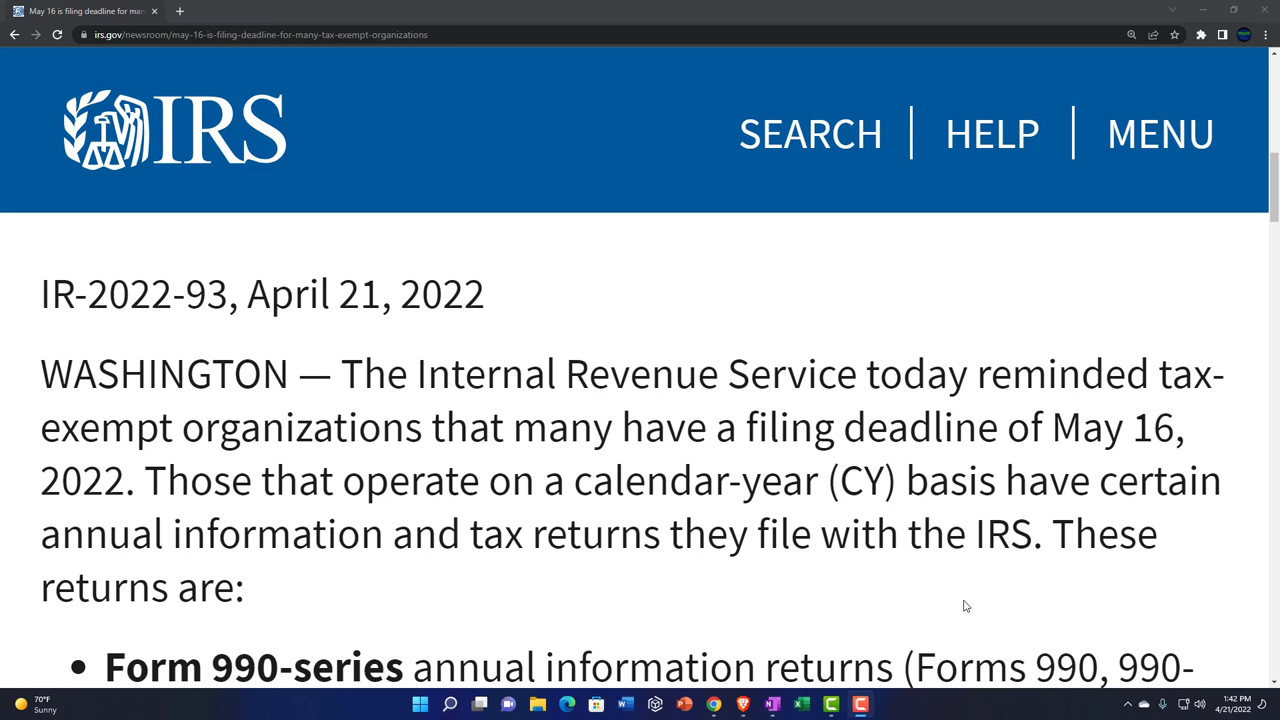 May 16 is filing deadline for man
irs.gov/newsroom/may-16-is-filing-deadline-for-many-tax-exempt-organizations
IRS
SEARCH
HELP
MENU
IR-2022-93, April 21, 2022
WASHINGTON — The Internal Revenue Service today reminded tax-
exempt organizations that many have a filing deadline of May 16,
2022. Those that operate on a calendar-year (CY) basis have certain
annual information and tax returns they file with the IRS. These
returns are:
• Form 990-series annual information returns (Forms 990, 990-
70°F
Sunny
1:42 PM
4/21/2022